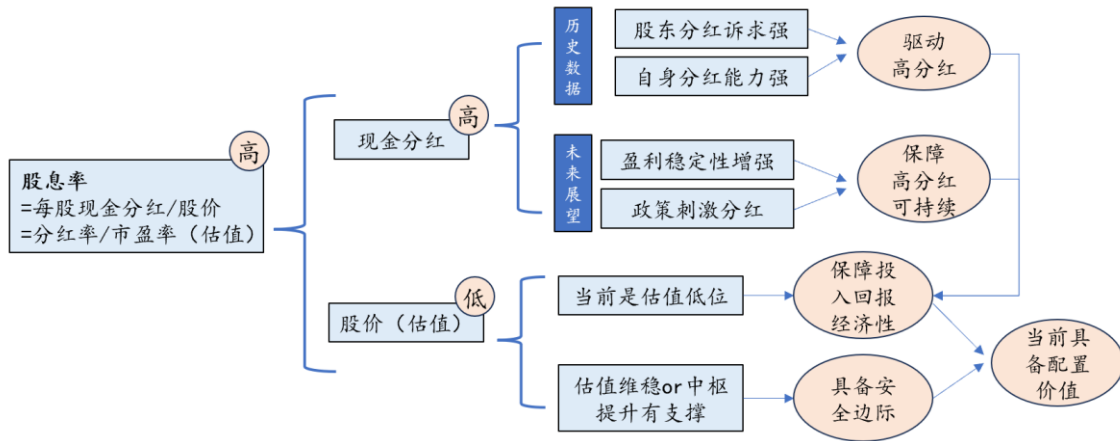 高
股息率
=每股现金分红/股价
=分红率/市盈率（估值）
高
现金分红
历史数据
股东分红诉求强
自身分红能力强
驱动
高分红
未来展望
盈利稳定性增强
政策刺激分红
保障
高分红
可持续
低
股价（估值）
当前是估值低位
保障投
入回报
经济性
估值维稳or中枢
提升有支撑
具备安
全边际
当前具
备配置
价值